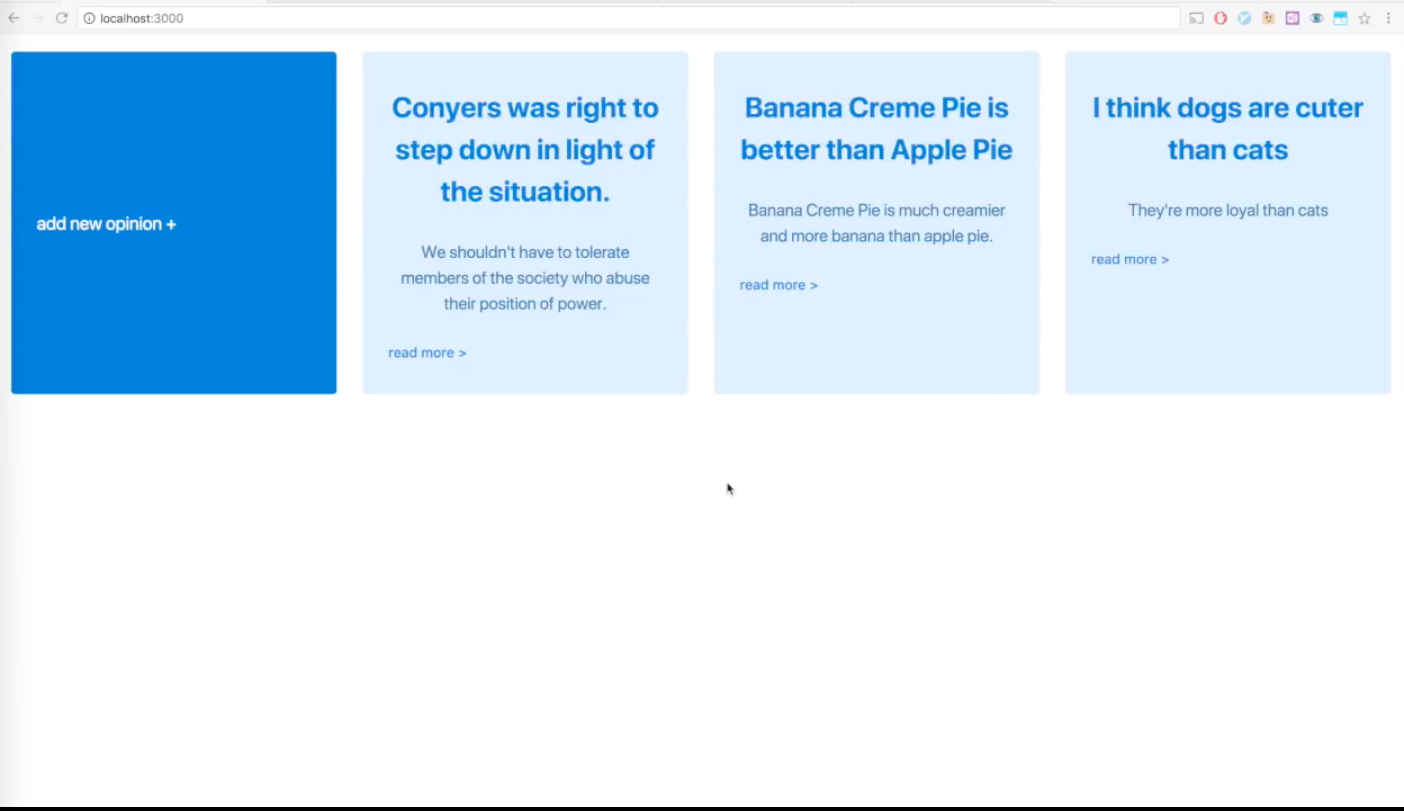 localhost:3000
add new opinion +
Conyers was right to
step down in light of
the situation.
We shouldn't have to tolerate
members of the society who abuse
their position of power.
read more >
Banana Creme Pie is
better than Apple Pie
Banana Creme Pie is much creamier
and more banana than apple pie.
read more >
I think dogs are cuter
than cats
They're more loyal than cats
read more >